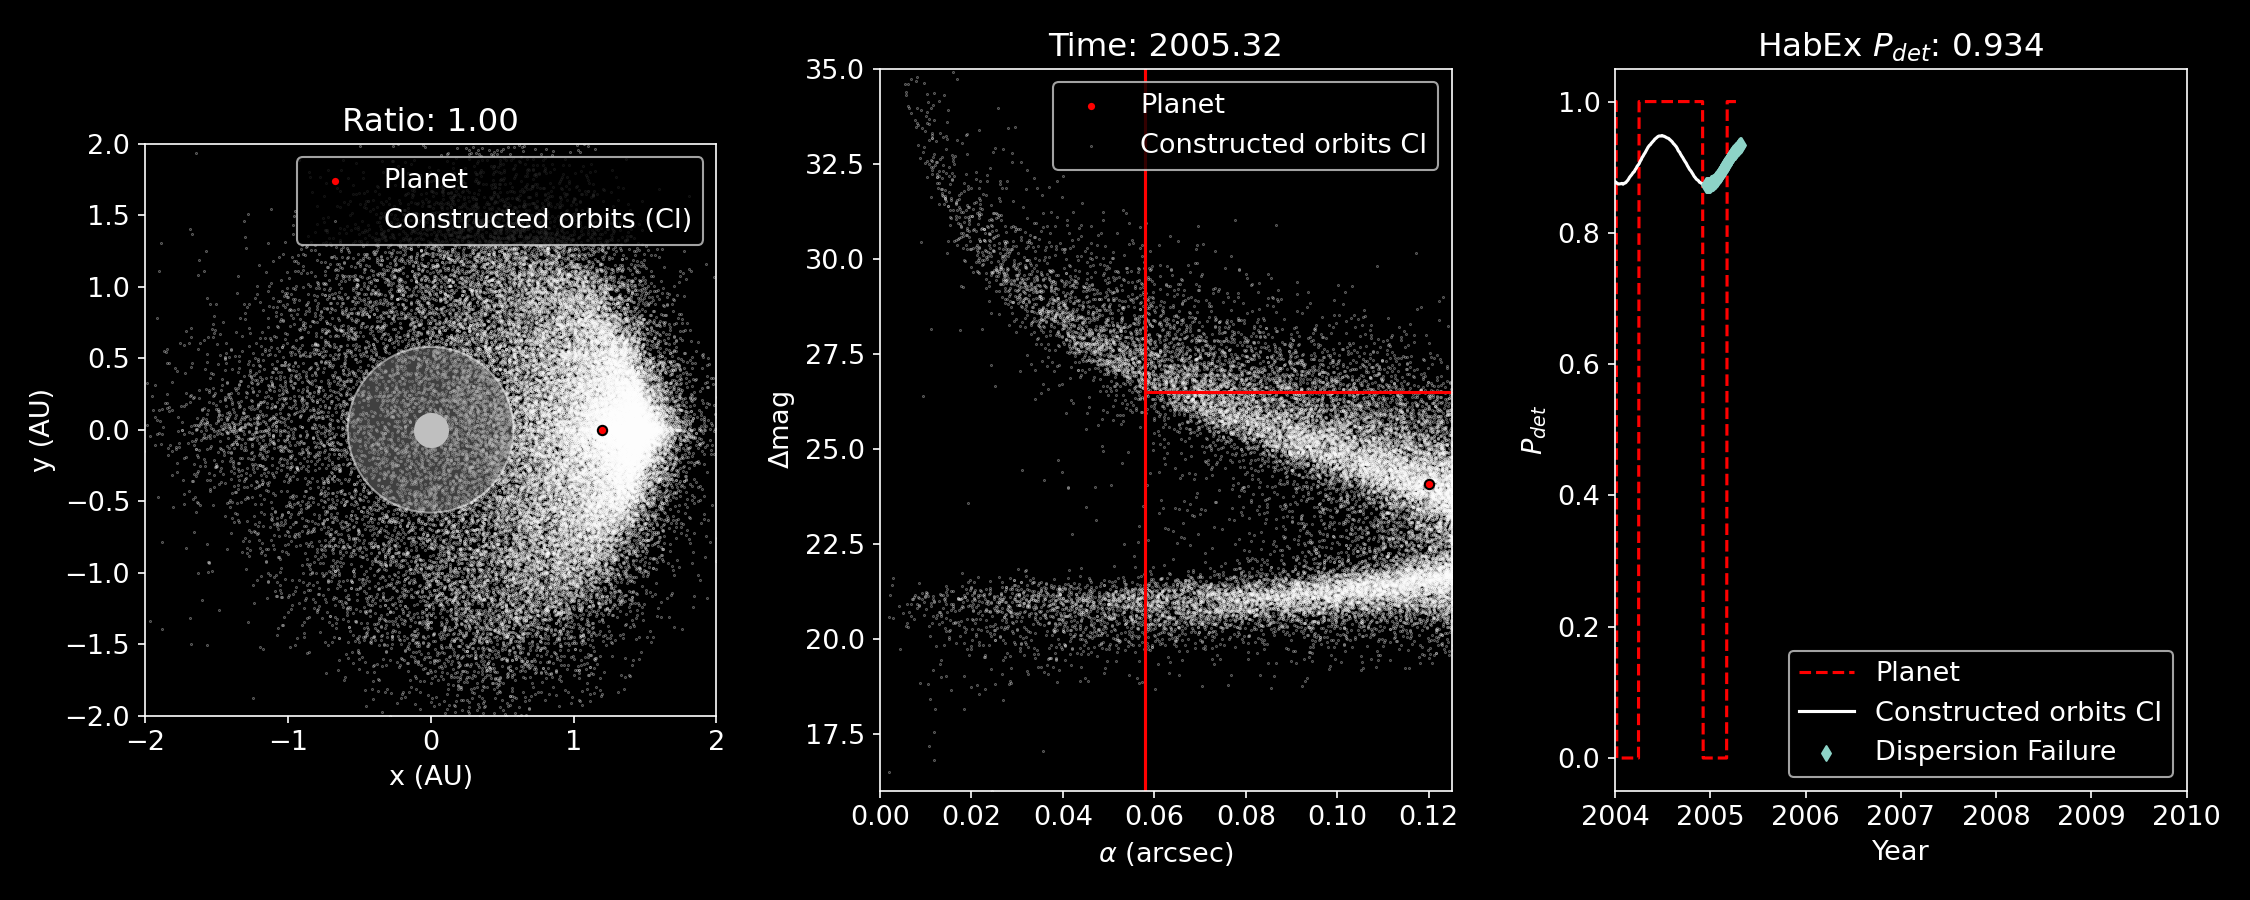 Ratio: 1.00
Planet
Constructed orbits (CI)
2.0
1.5
1.0
0.5
0.0
−0.5
−1.0
−1.5
−2.0
−2
−1
0
1
2
y (AU)
x (AU)
Time: 2005.32
Planet
Constructed orbits CI
35.0
32.5
30.0
27.5
25.0
22.5
20.0
17.5
0.00
0.02
0.04
0.06
0.08
0.10
0.12
Δmag
α (arcsec)
HabEx P_det: 0.934
1.0
0.8
0.6
0.4
0.2
0.0
P_det
Planet
Constructed orbits CI
Dispersion Failure
2004
2005
2006
2007
2008
2009
2010
Year